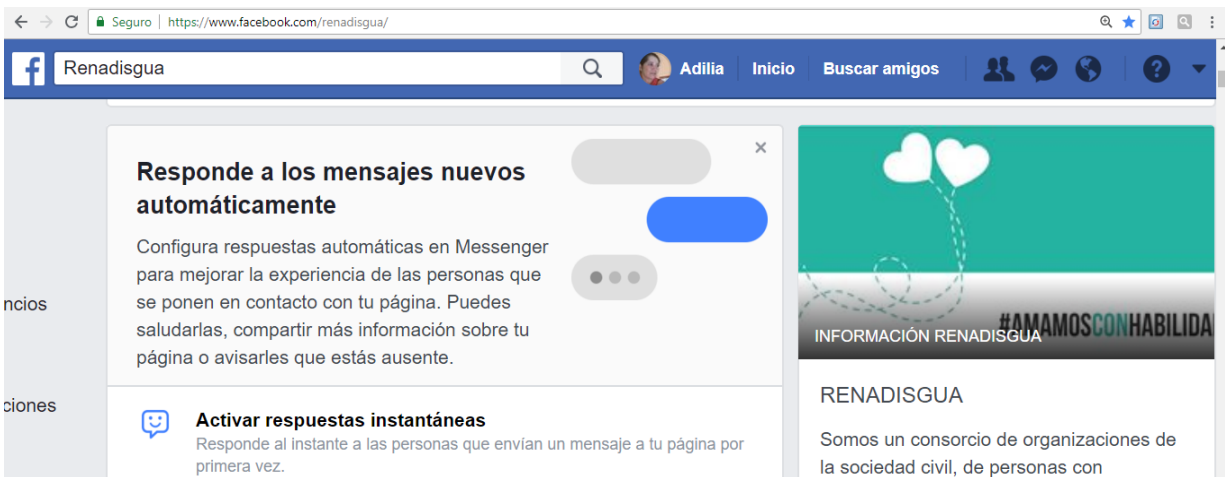 Seguro | https://www.facebook.com/renadisgua/
f Renadisgua Adilia Inicio Buscar amigos ?
ncios
ciones
Responde a los mensajes nuevos
automáticamente
Configura respuestas automáticas en Messenger
para mejorar la experiencia de las personas que
se ponen en contacto con tu página. Puedes
saludarlas, compartir más información sobre tu
página o avisarles que estás ausente.
Activar respuestas instantáneas
Responde al instante a las personas que envían un mensaje a tu página por
primera vez.
#AMAMOSCONHABILIDA
INFORMACIÓN RENADISGUA
RENADISGUA
Somos un consorcio de organizaciones de
la sociedad civil, de personas con